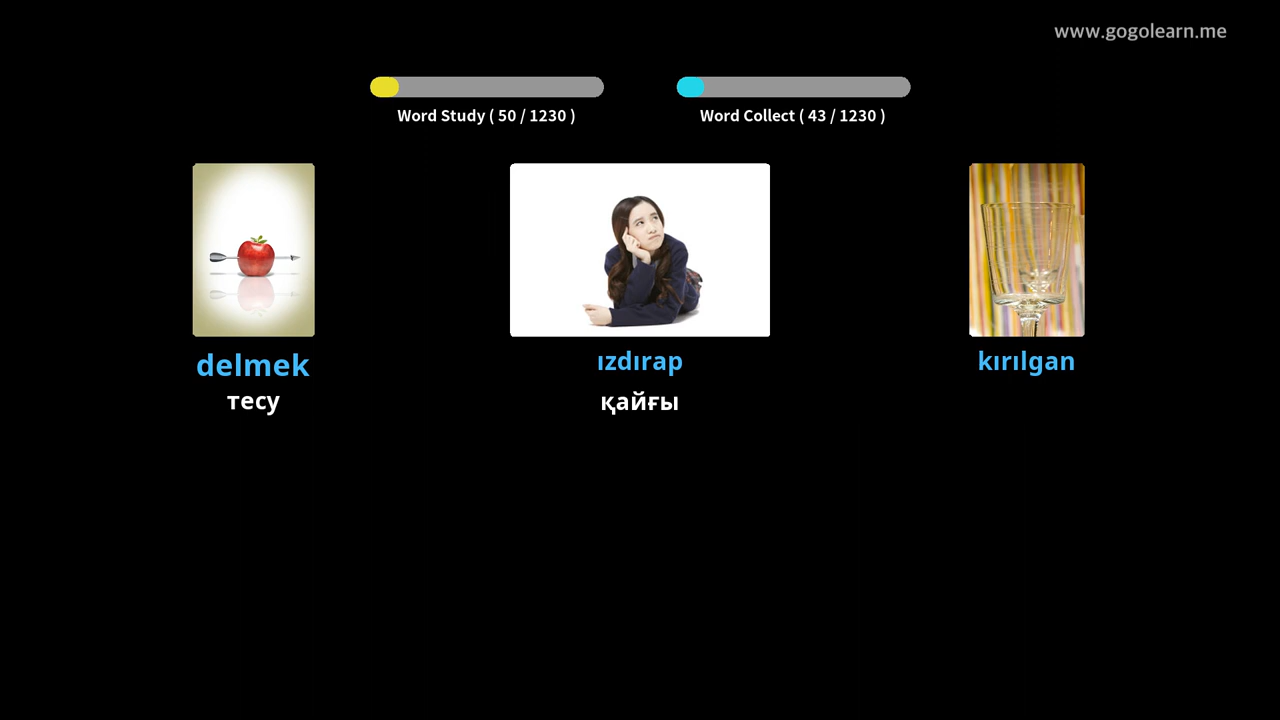 www.gogolearn.me
Word Study ( 50 / 1230 )
Word Collect ( 43 / 1230 )
delmek
тесу
ızdırap
қайғы
kırılgan